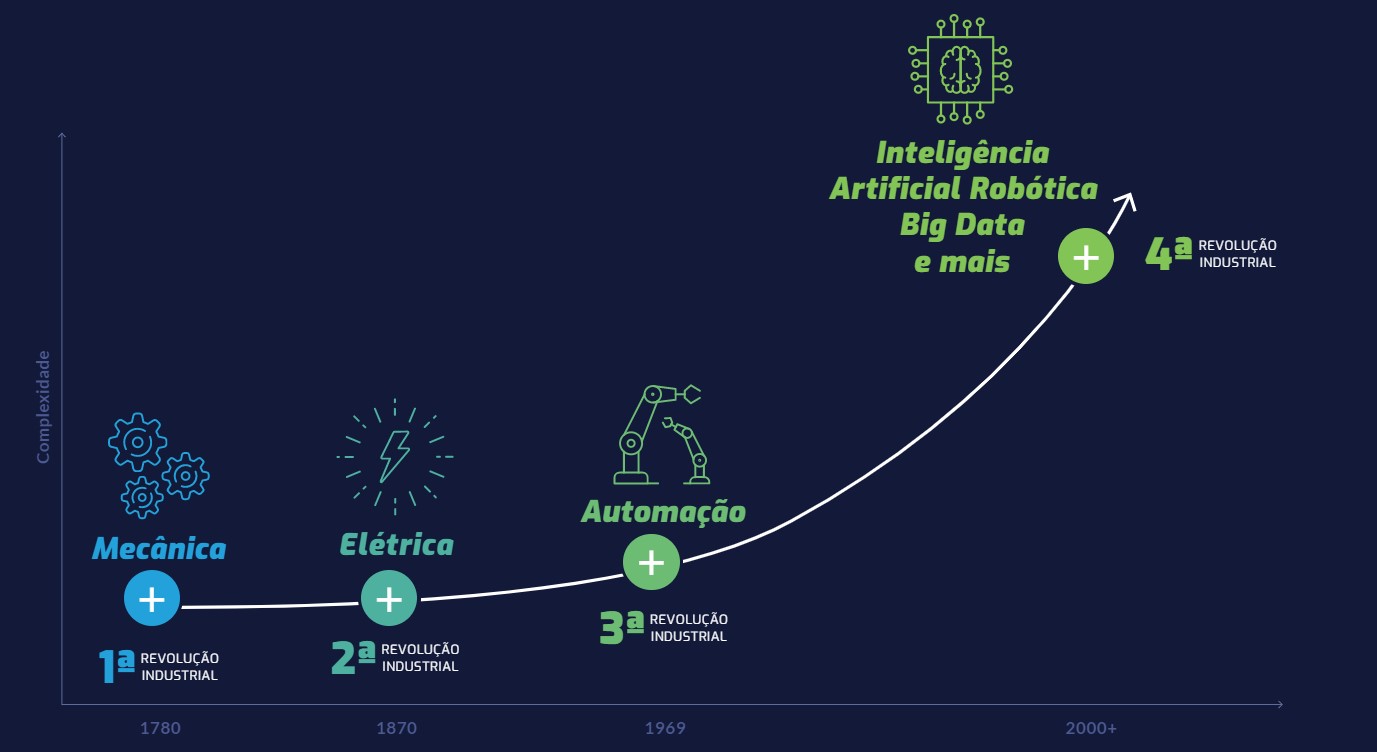 Inteligência
Artificial Robótica
Big Data
e mais
4ª REVOLUÇÃO
INDUSTRIAL
Complexidade
Mecânica
1ª REVOLUÇÃO
INDUSTRIAL
Elétrica
2ª REVOLUÇÃO
INDUSTRIAL
Automação
3ª REVOLUÇÃO
INDUSTRIAL
1780
1870
1969
2000+